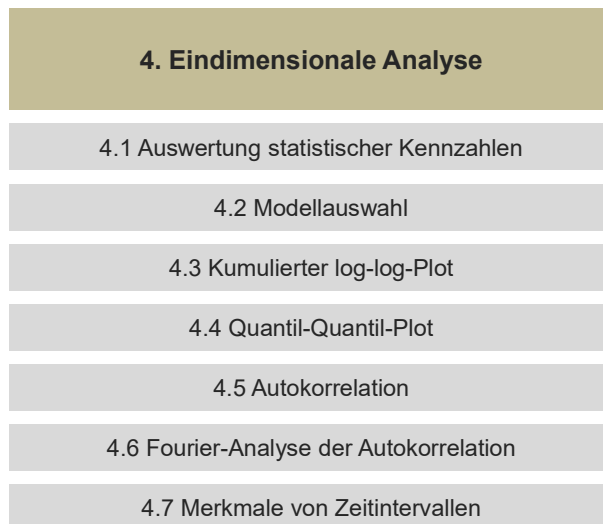 4. Eindimensionale Analyse
4.1 Auswertung statistischer Kennzahlen
4.2 Modellauswahl
4.3 Kumulierter log-log-Plot
4.4 Quantil-Quantil-Plot
4.5 Autokorrelation
4.6 Fourier-Analyse der Autokorrelation
4.7 Merkmale von Zeitintervallen